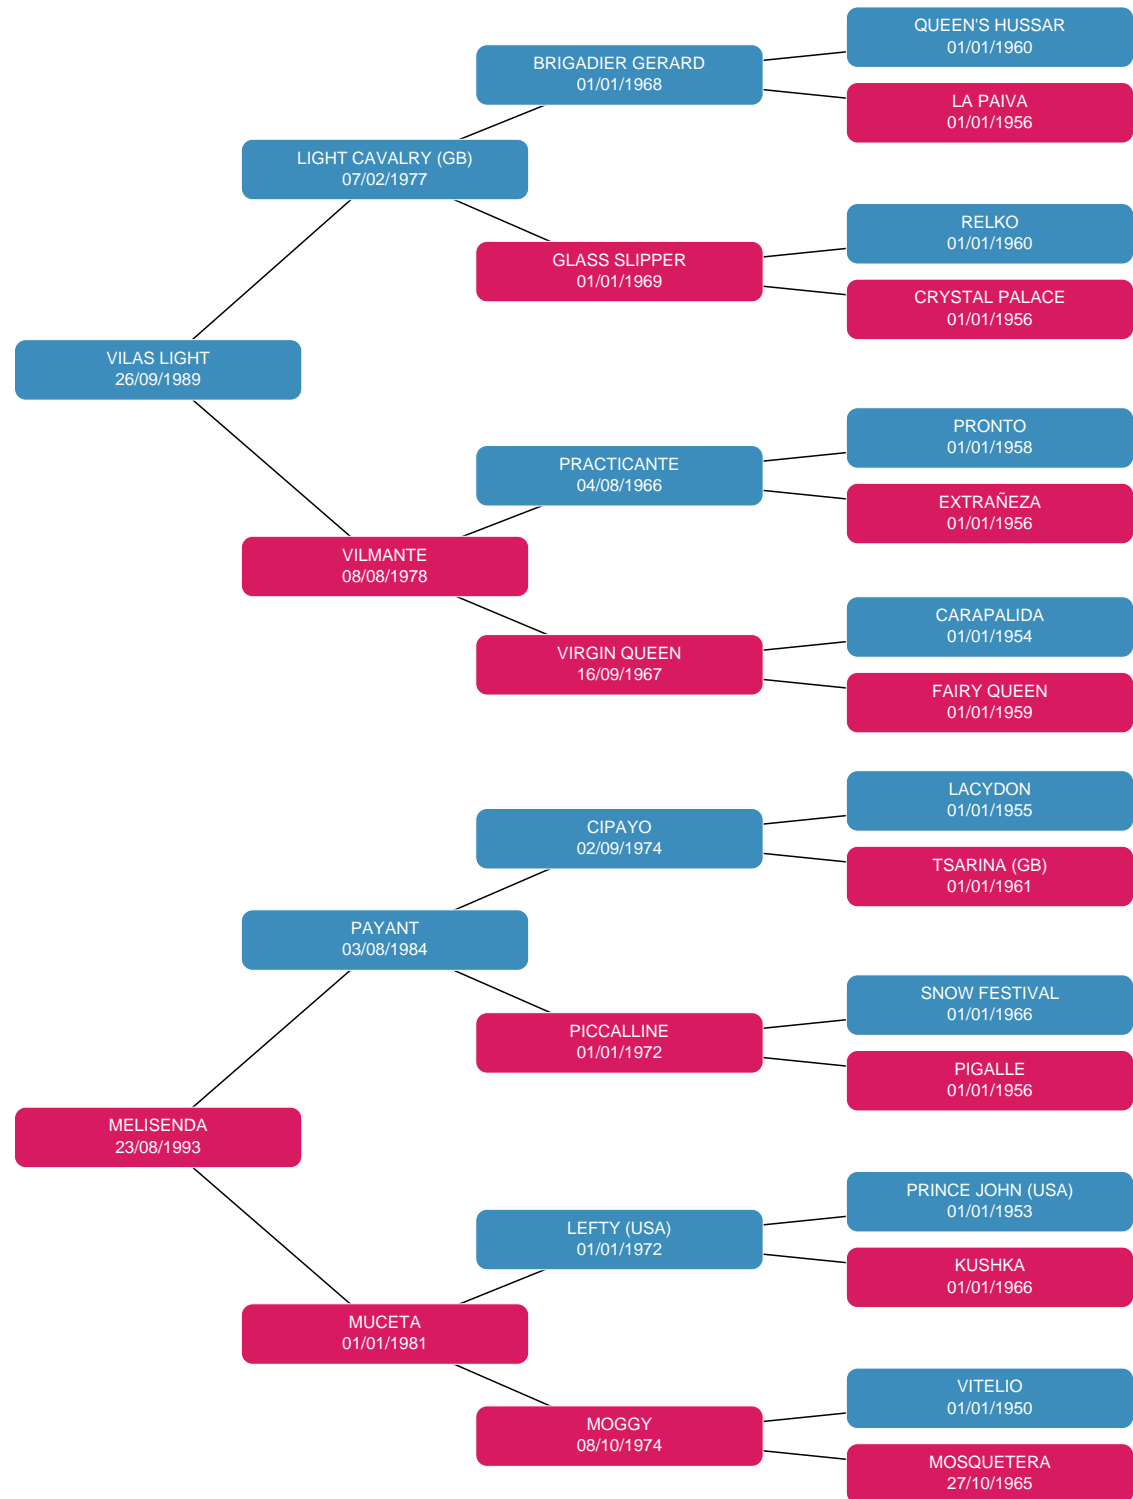 QUEEN'S HUSSAR
01/01/1960
BRIGADIER GERARD
01/01/1968
LA PAIVA
01/01/1956
LIGHT CAVALRY (GB)
07/02/1977
RELKO
01/01/1960
GLASS SLIPPER
01/01/1969
CRYSTAL PALACE
01/01/1956
VILAS LIGHT
26/09/1989
PRONTO
01/01/1958
PRACTICANTE
04/08/1966
EXTRAÑEZA
01/01/1956
VILMANTE
08/08/1978
CARAPALIDA
01/01/1954
VIRGIN QUEEN
16/09/1967
FAIRY QUEEN
01/01/1959
LACYDON
01/01/1955
CIPAYO
02/09/1974
TSARINA (GB)
01/01/1961
PAYANT
03/08/1984
SNOW FESTIVAL
01/01/1966
PICCALLINE
01/01/1972
PIGALLE
01/01/1956
MELISENDA
23/08/1993
PRINCE JOHN (USA)
01/01/1953
LEFTY (USA)
01/01/1972
KUSHKA
01/01/1966
MUCETA
01/01/1981
VITELIO
01/01/1950
MOGGY
08/10/1974
MOSQUETERA
27/10/1965